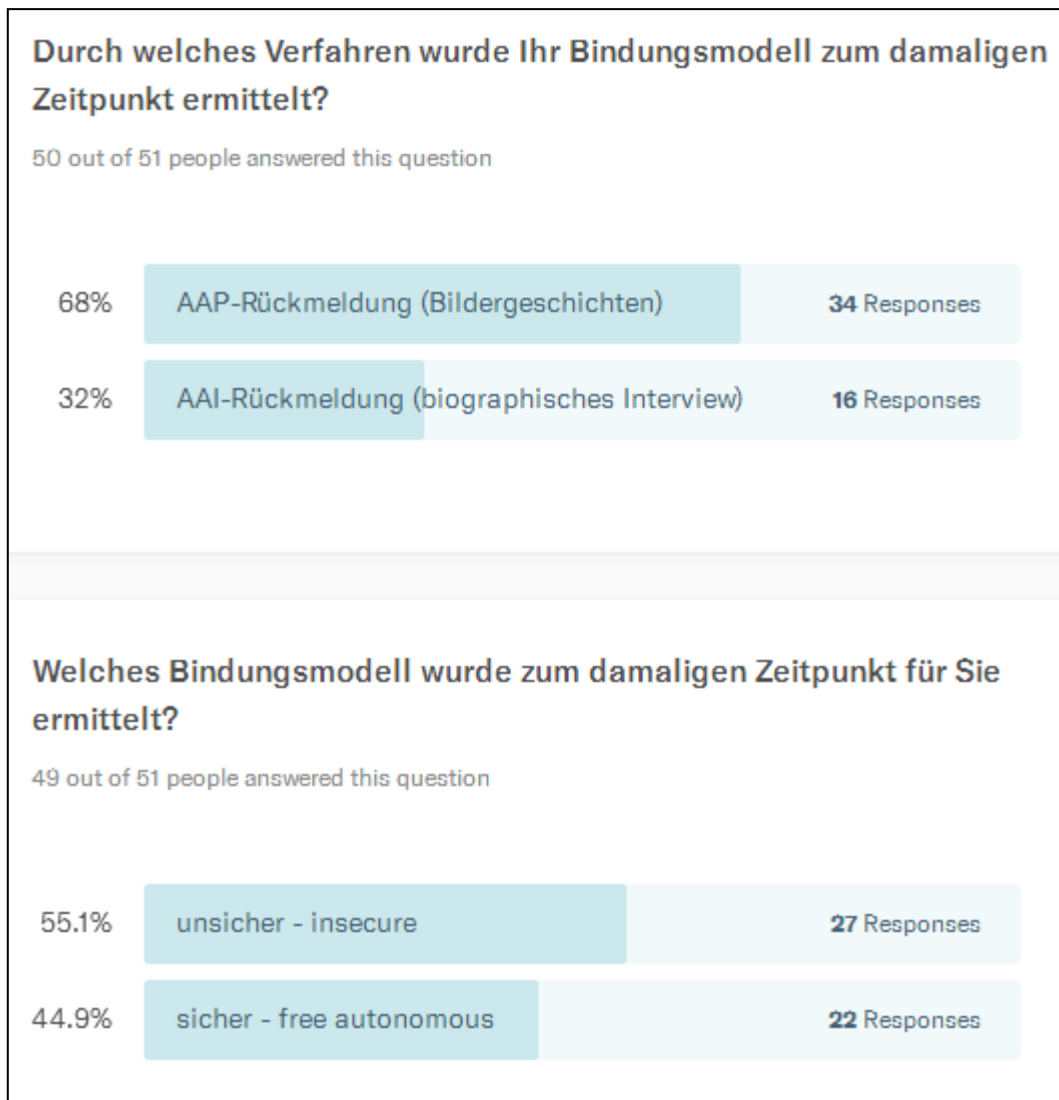 Durch welches Verfahren wurde Ihr Bindungsmodell zum damaligen
Zeitpunkt ermittelt?
50 out of 51 people answered this question
68% AAP-Rückmeldung (Bildergeschichten) 34 Responses
32% AAI-Rückmeldung (biographisches Interview) 16 Responses
Welches Bindungsmodell wurde zum damaligen Zeitpunkt für Sie
ermittelt?
49 out of 51 people answered this question
55.1% unsicher - insecure 27 Responses
44.9% sicher - free autonomous 22 Responses